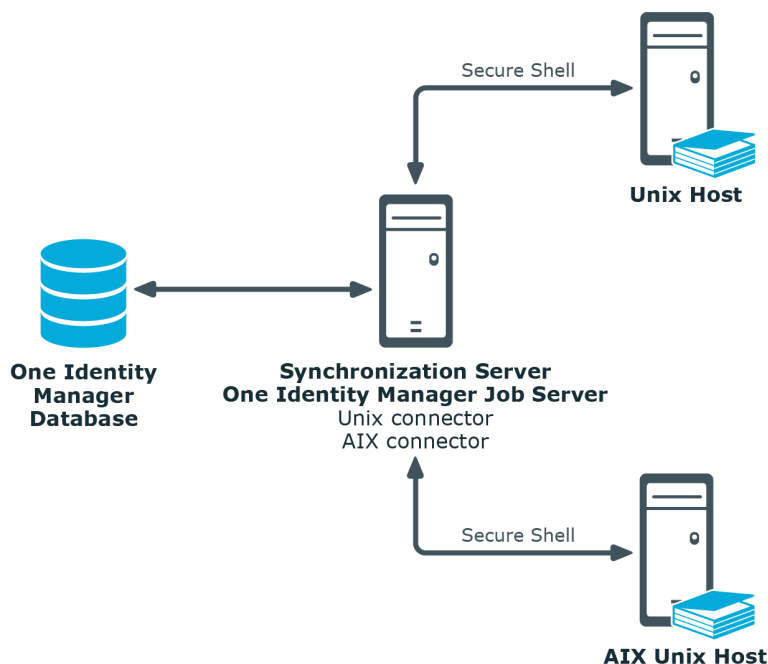 Secure Shell
Unix Host
One Identity
Manager
Database
Synchronization Server
One Identity Manager Job Server
Unix connector
AIX connector
Secure Shell
AIX Unix Host